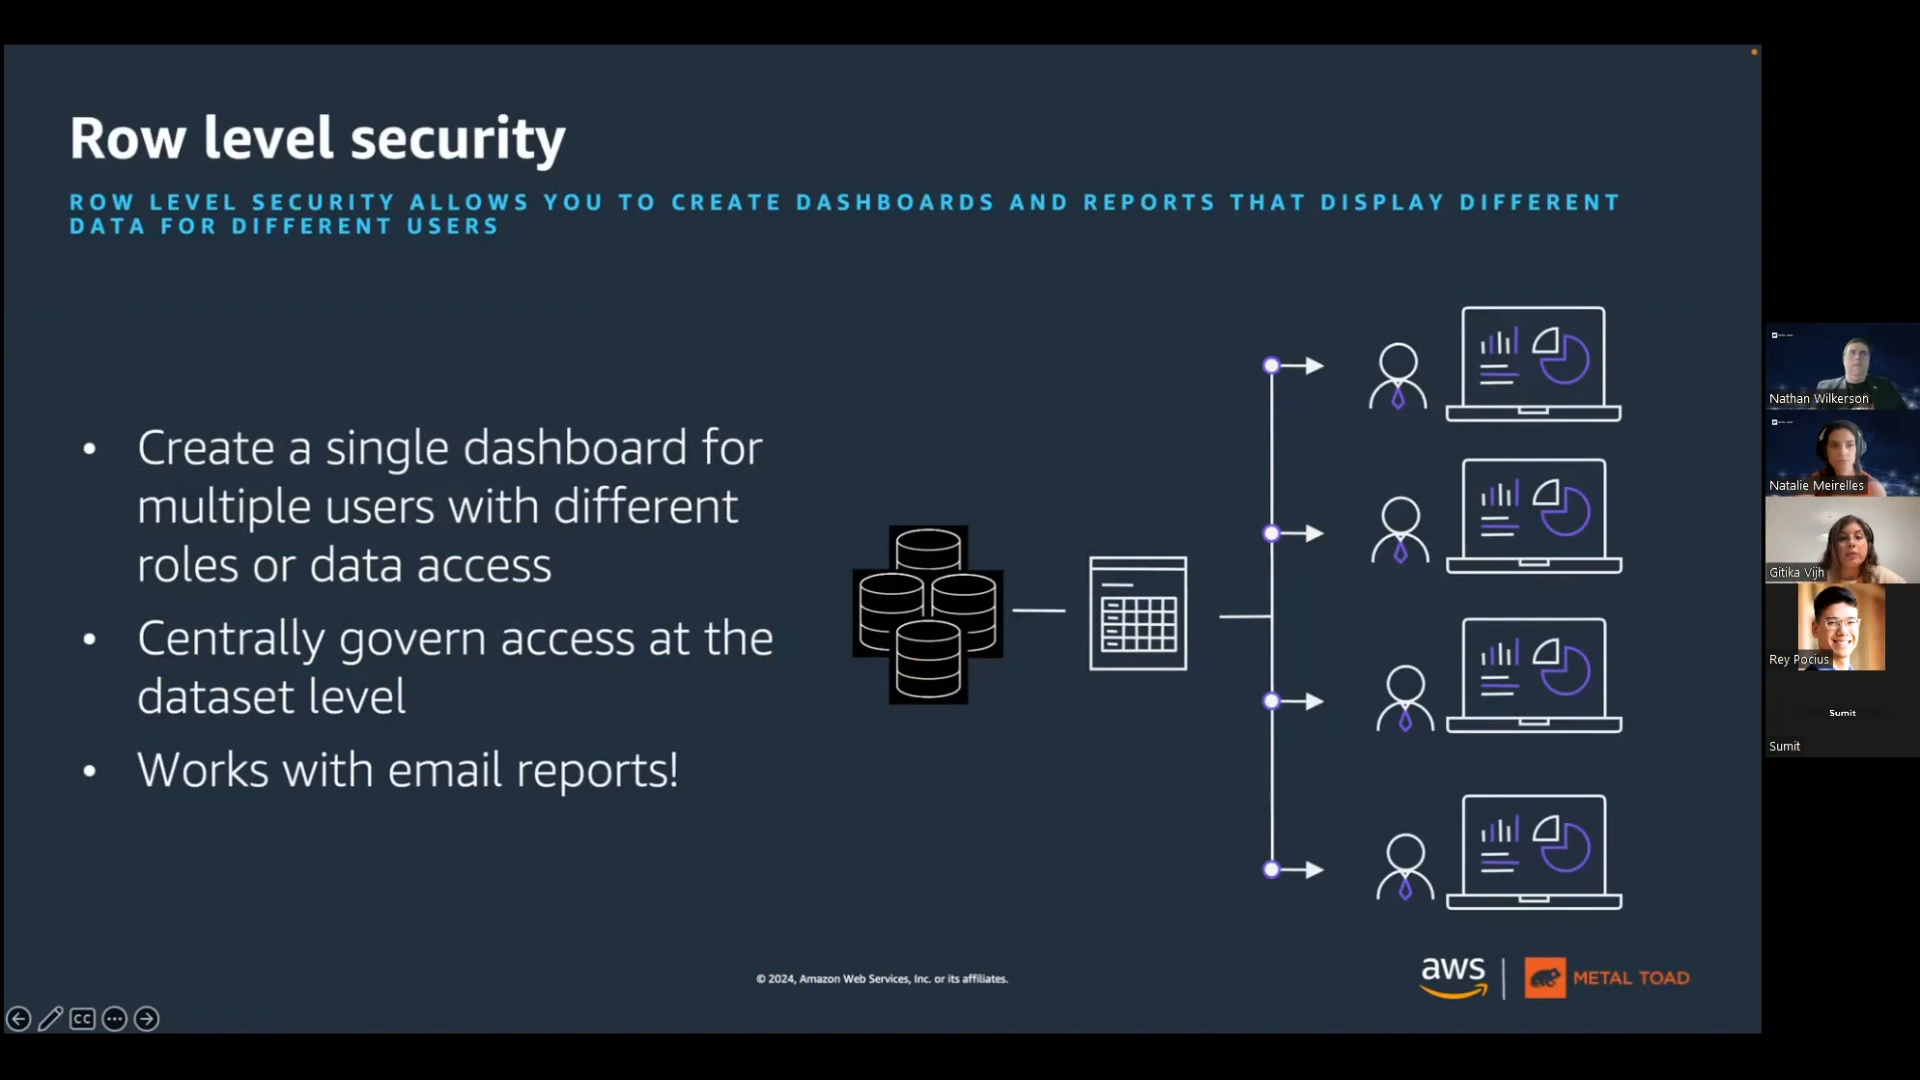 Row level security
ROW LEVEL SECURITY ALLOWS YOU TO CREATE DASHBOARDS AND REPORTS THAT DISPLAY DIFFERENT
DATA FOR DIFFERENT USERS
• Create a single dashboard for
multiple users with different
roles or data access
• Centrally govern access at the
dataset level
• Works with email reports!
© 2024, Amazon Web Services, Inc. or its affiliates.
aws
METAL TOAD
CC
Nathan Wilkerson
Natalie Meirelles
Gitika Vijh
Rey Pocius
Sumit
Sumit